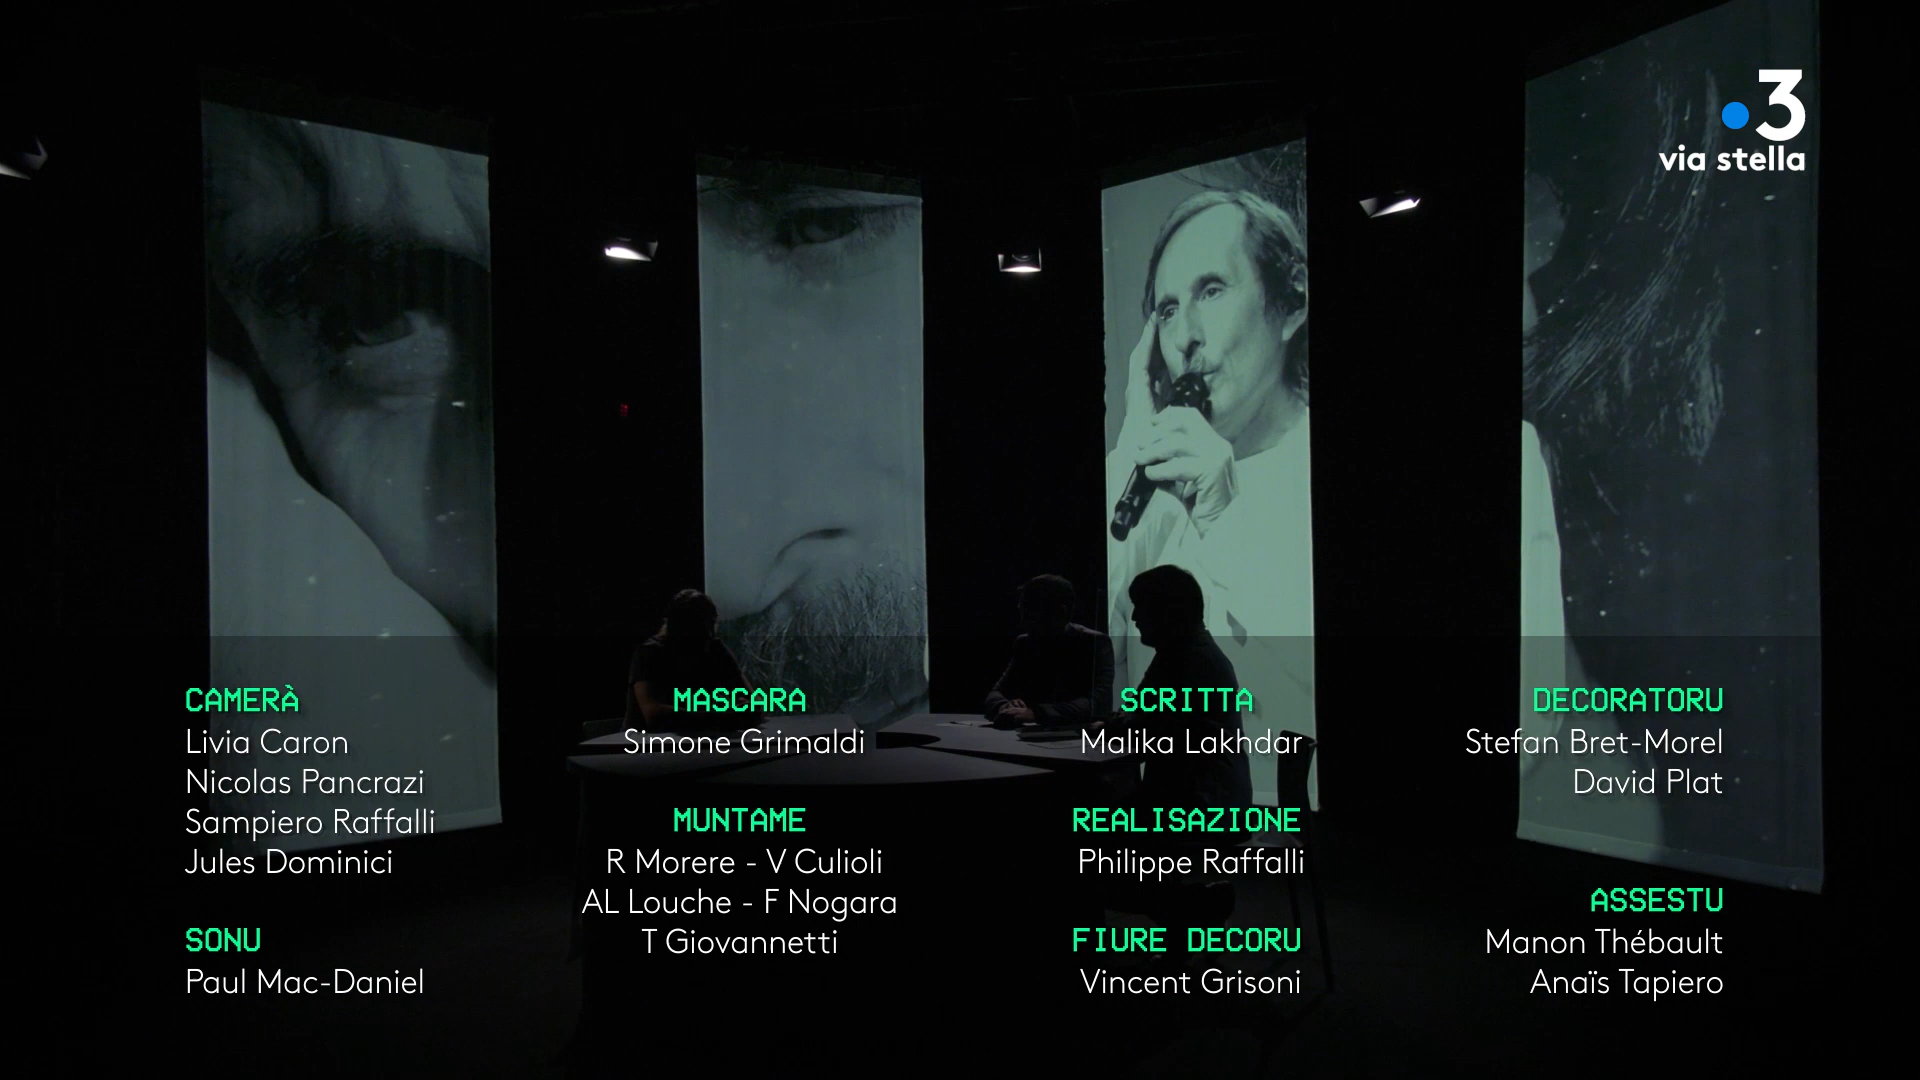 3
via stella
CAMERÀ
Livia Caron
Nicolas Pancrazi
Sampiero Raffalli
Jules Dominici
SONU
Paul Mac-Daniel
MASCARA
Simone Grimaldi
MUNTAME
R Morere - V Culioli
AL Louche - F Nogara
T Giovannetti
SCRITTA
Malika Lakhdar
REALISAZIONE
Philippe Raffalli
FIURE DECORU
Vincent Grisoni
DECORATORU
Stefan Bret-Morel
David Plat
ASSESTU
Manon Thébault
Anaïs Tapiero